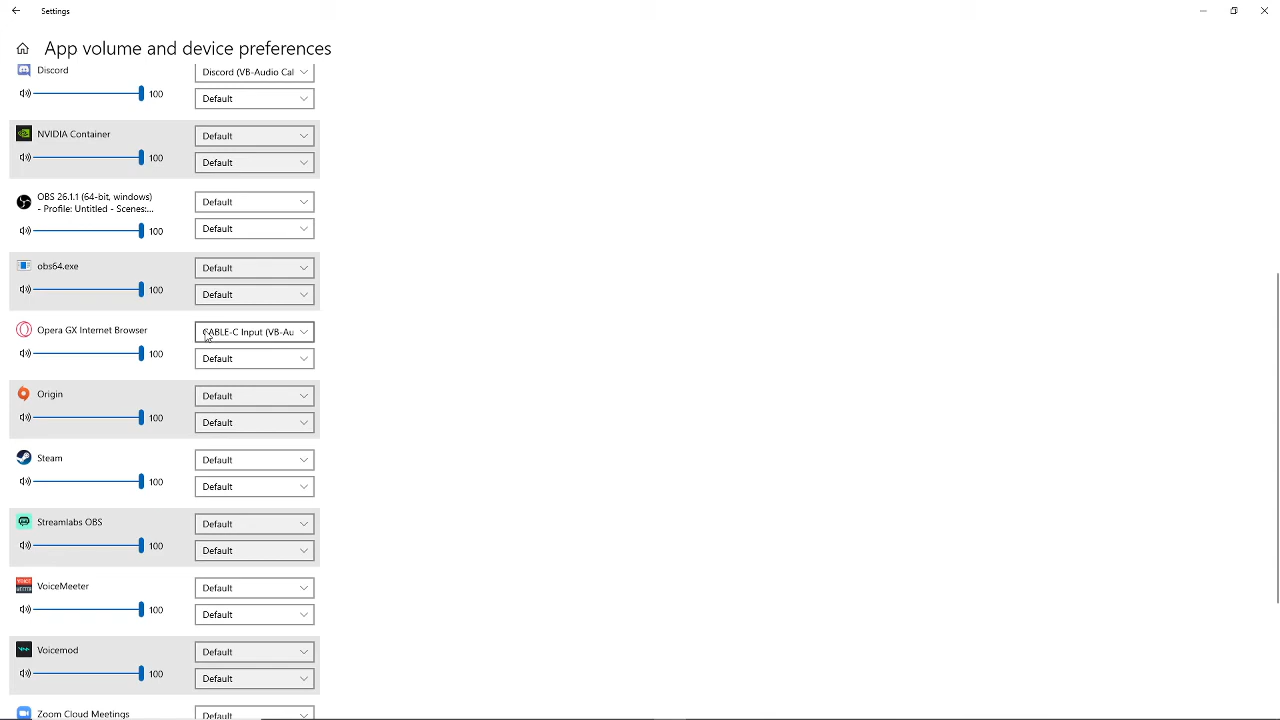 Settings
App volume and device preferences
Discord
Discord (VB-Audio Cal
100
Default
NVIDIA Container
Default
100
Default
OBS 26.1.1 (64-bit, windows)
- Profile: Untitled - Scenes:...
Default
100
Default
obs64.exe
Default
100
Default
Opera GX Internet Browser
CABLE-C Input (VB-Au
100
Default
Origin
Default
100
Default
Steam
Default
100
Default
Streamlabs OBS
Default
100
Default
VoiceMeeter
Default
100
Default
Voicemod
Default
100
Default
Zoom Cloud Meetings
Default